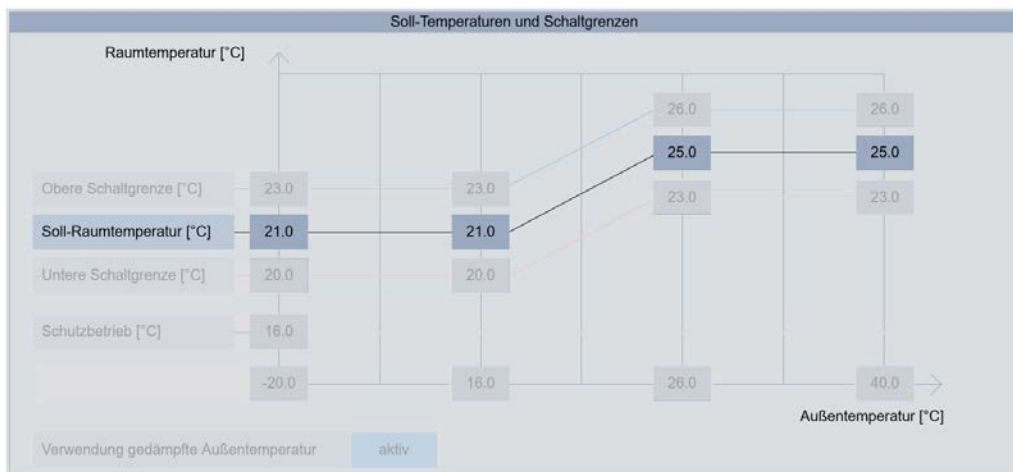 Soll-Temperaturen und Schaltgrenzen
Raumtemperatur [°C]
26.0 26.0
25.0 25.0
Obere Schaltgrenze [°C] 23.0 23.0
23.0 23.0
Soll-Raumtemperatur [°C] 21.0 21.0
Untere Schaltgrenze [°C] 20.0 20.0
Schutzbetrieb [°C] 16.0
-20.0 16.0 26.0 40.0
Außentemperatur [°C]
Verwendung gedämpfte Außentemperatur aktiv